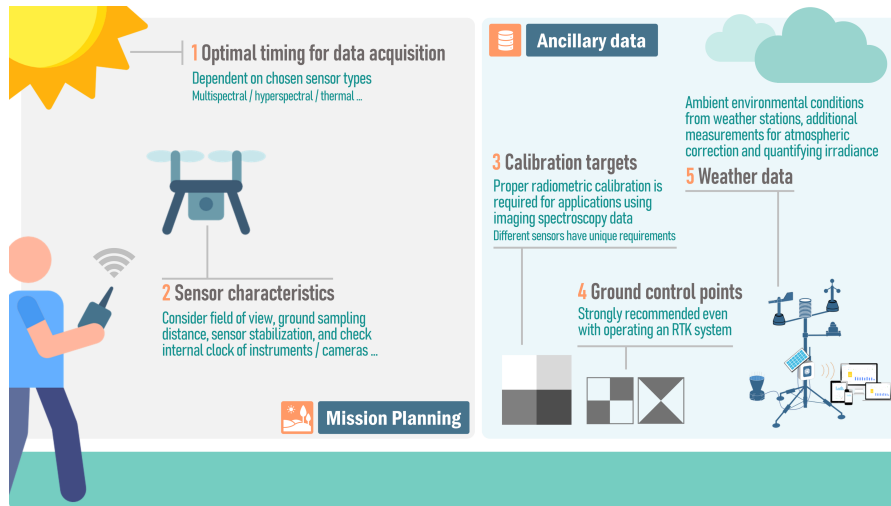 1 Optimal timing for data acquisition
Dependent on chosen sensor types
Multispectral / hyperspectral / thermal ...
2 Sensor characteristics
Consider field of view, ground sampling
distance, sensor stabilization, and check
internal clock of instruments / cameras ...
Mission Planning
Ancillary data
3 Calibration targets
Proper radiometric calibration is
required for applications using
imaging spectroscopy data
Different sensors have unique requirements
4 Ground control points
Strongly recommended even
with operating an RTK system
Ambient environmental conditions
from weather stations, additional
measurements for atmospheric
correction and quantifying irradiance
5 Weather data